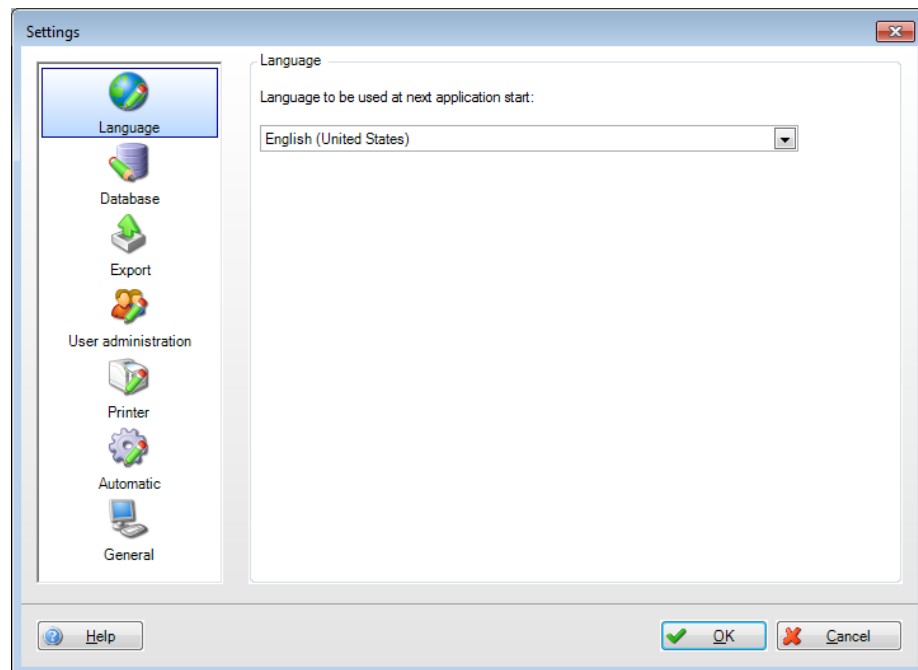 Settings
Language
Database
Export
User administration
Printer
Automatic
General
Language
Language to be used at next application start:
English (United States)
Help
OK
Cancel